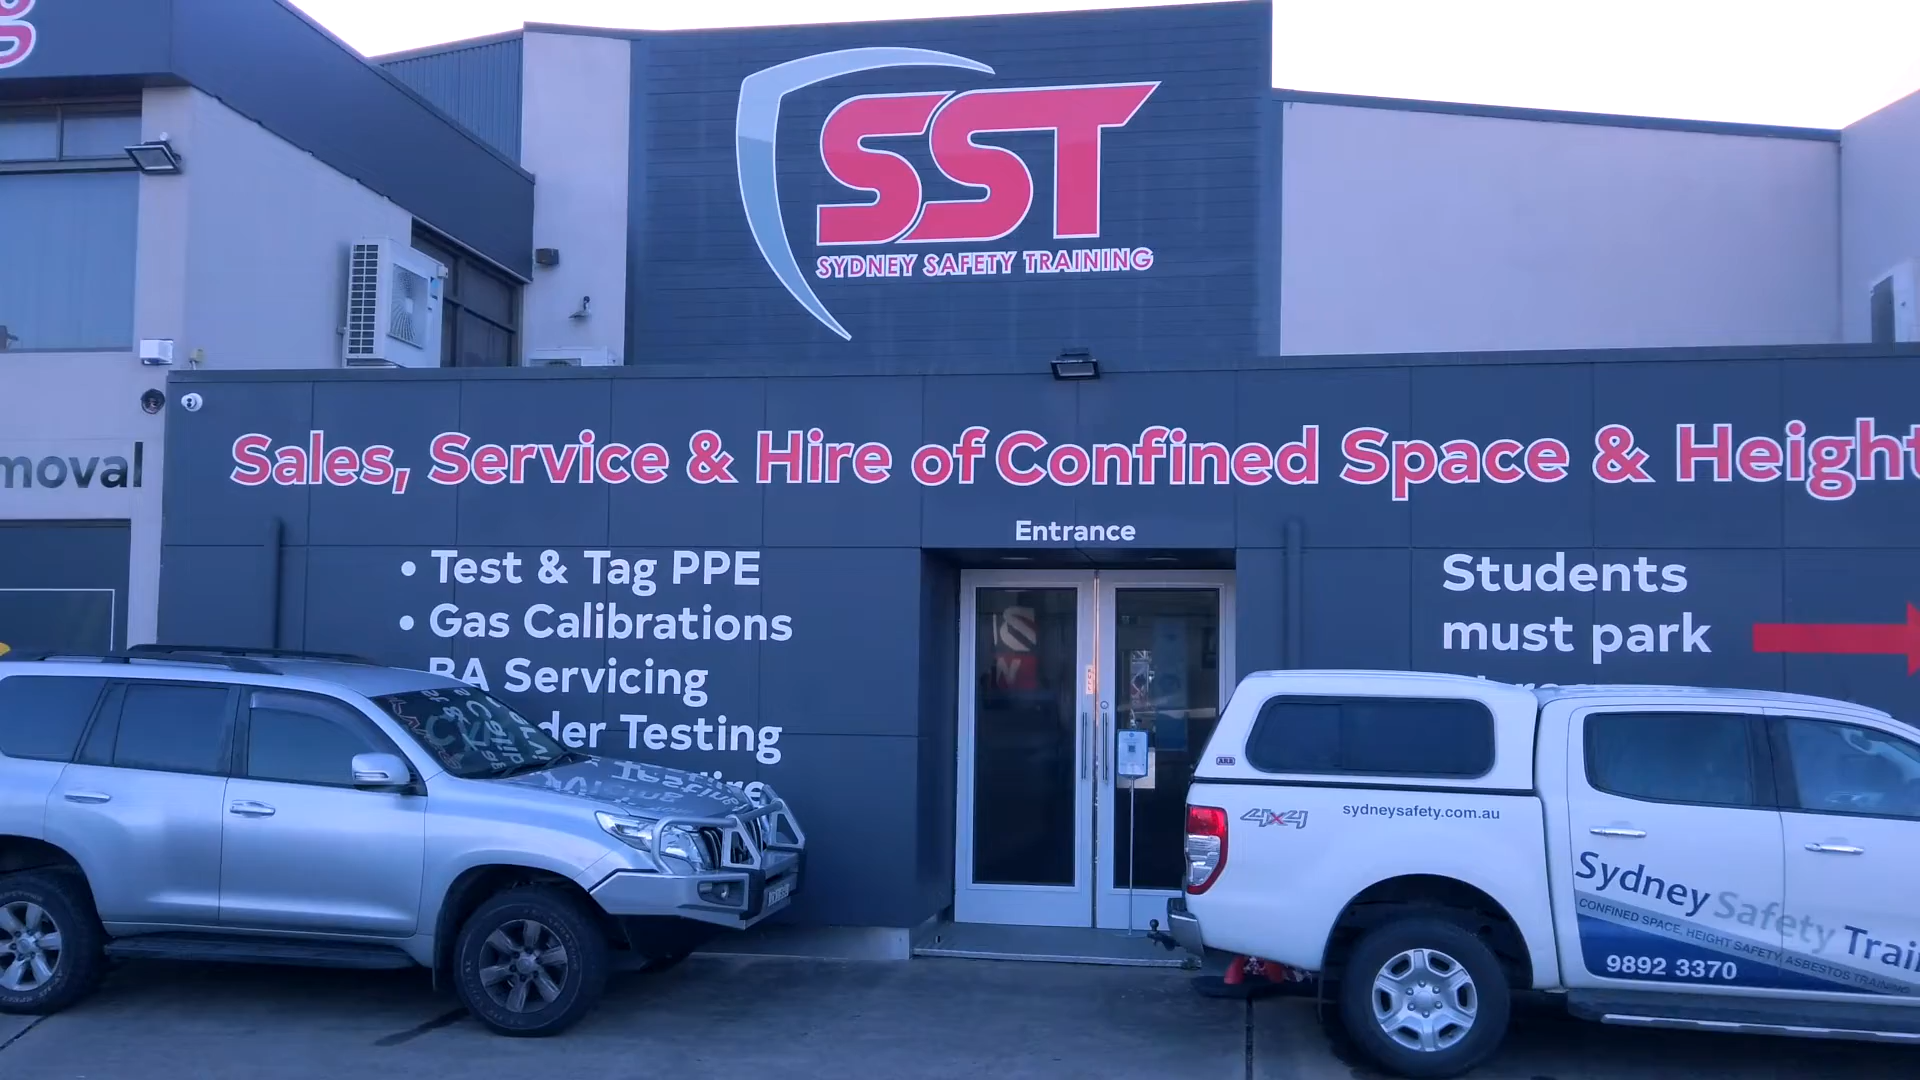 SST
SYDNEY SAFETY TRAINING
moval
Sales, Service & Hire of Confined Space & Height
Entrance
• Test & Tag PPE
• Gas Calibrations
BA Servicing
der Testing
Students
must park
ARB
4x4
sydneysafety.com.au
Sydney Safety Trai
CONFINED SPACE, HEIGHT SAFETY, ASBESTOS TRAINING
9892 3370